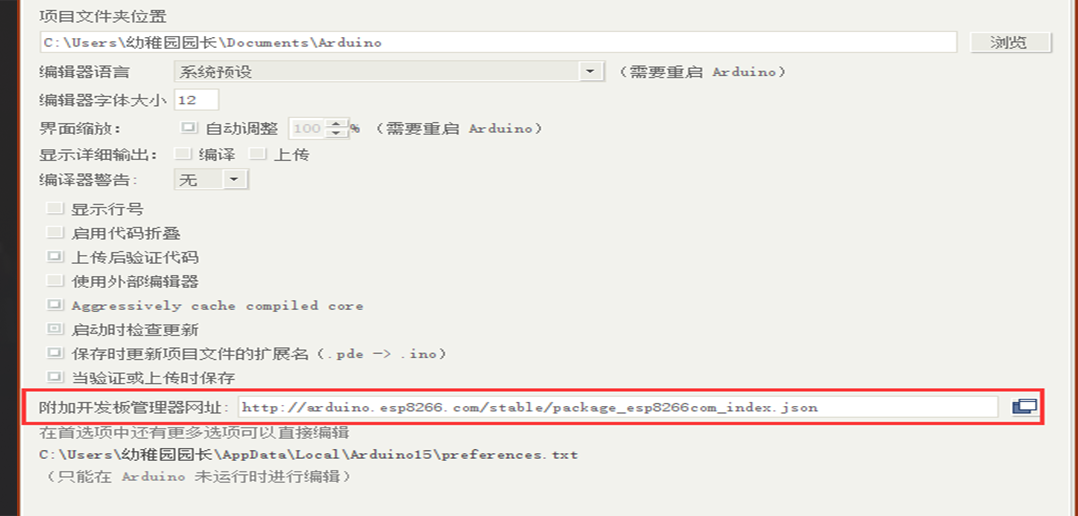 项目文件夹位置
C:\Users\幼稚园园长\Documents\Arduino 浏览
编辑器语言 系统预设 (需要重启 Arduino)
编辑器字体大小 12
界面缩放: 自动调整 100 % (需要重启 Arduino)
显示详细输出: 编译 上传
编译器警告: 无
显示行号
启用代码折叠
上传后验证代码
使用外部编辑器
Aggressively cache compiled core
启动时检查更新
保存时更新项目文件的扩展名(.pde -> .ino)
当验证或上传时保存
附加开发板管理器网址: http://arduino.esp8266.com/stable/package_esp8266com_index.json
在首选项中还有更多选项可以直接编辑
C:\Users\幼稚园园长\AppData\Local\Arduino15\preferences.txt
(只能在 Arduino 未运行时进行编辑)